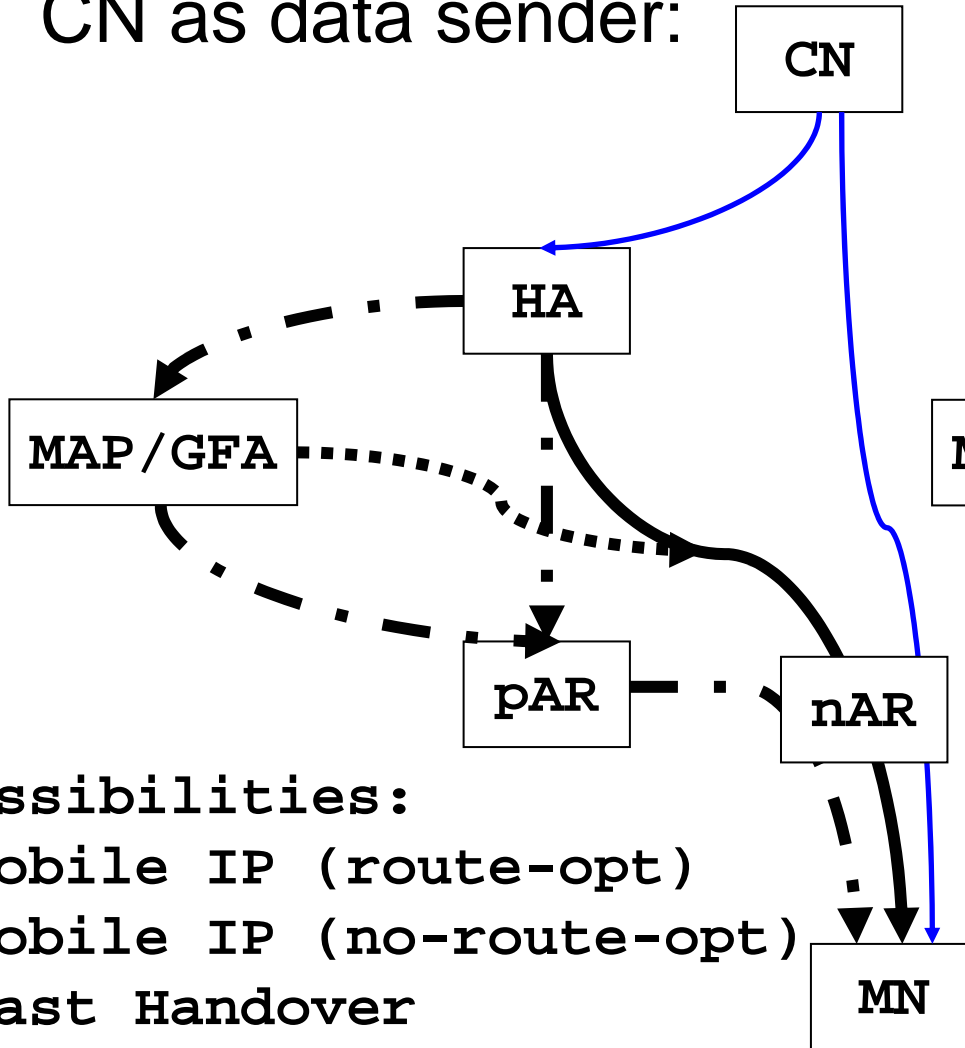 CN as data sender:
CN
HA
MAP/GFA
M
pAR
nAR
ssibilities:
obile IP (route-opt)
obile IP (no-route-opt)
ast Handover
MN